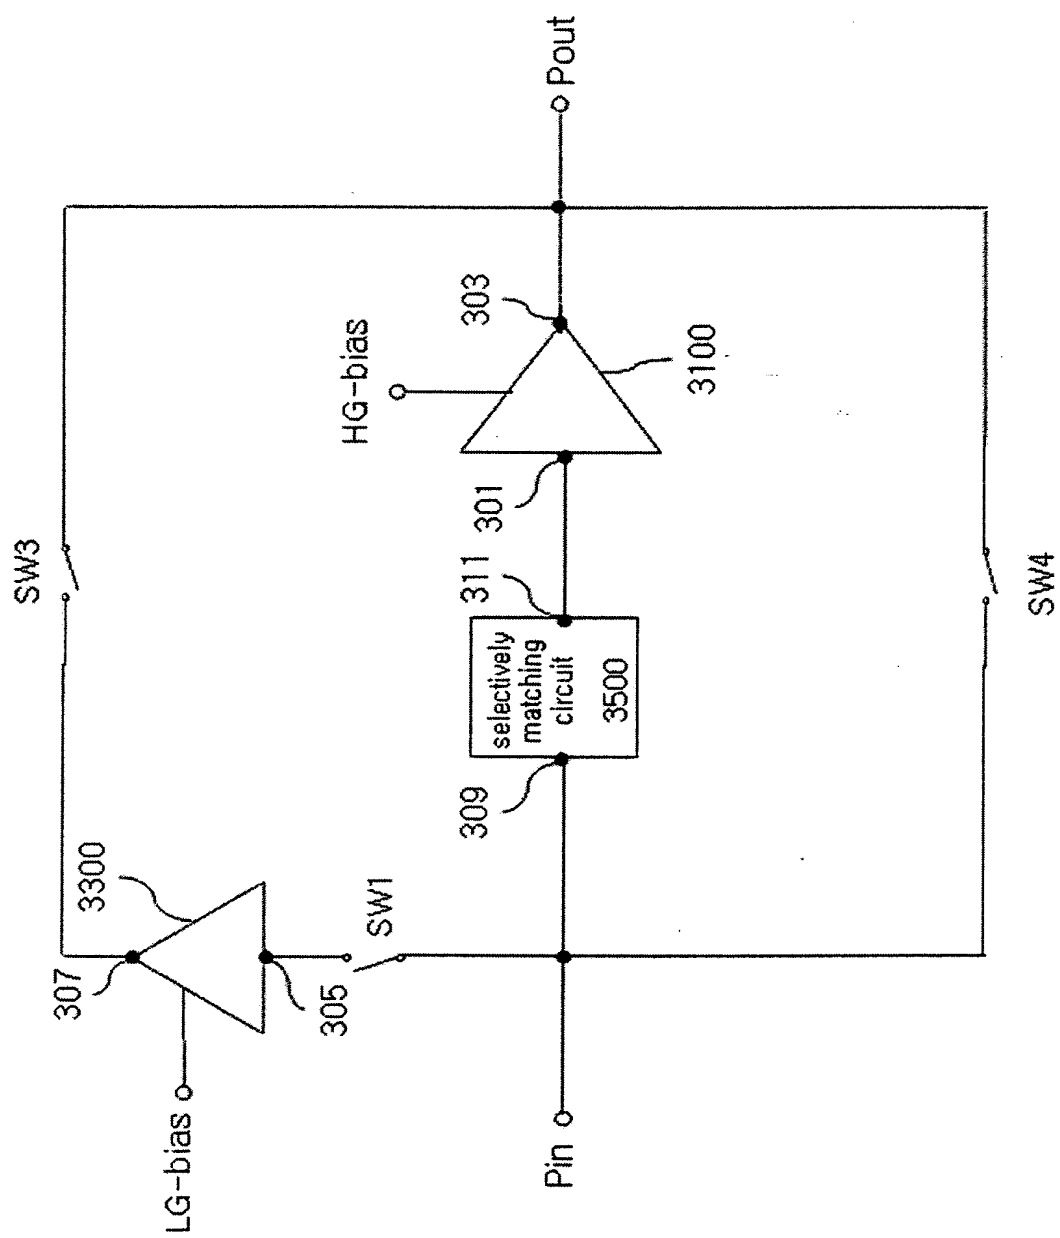 SW3
LG-bias
307
3300
305
SW1
HG-bias
303
309
selectively
matching
circuit
3500
311
301
3100
Pin
Pout
SW4